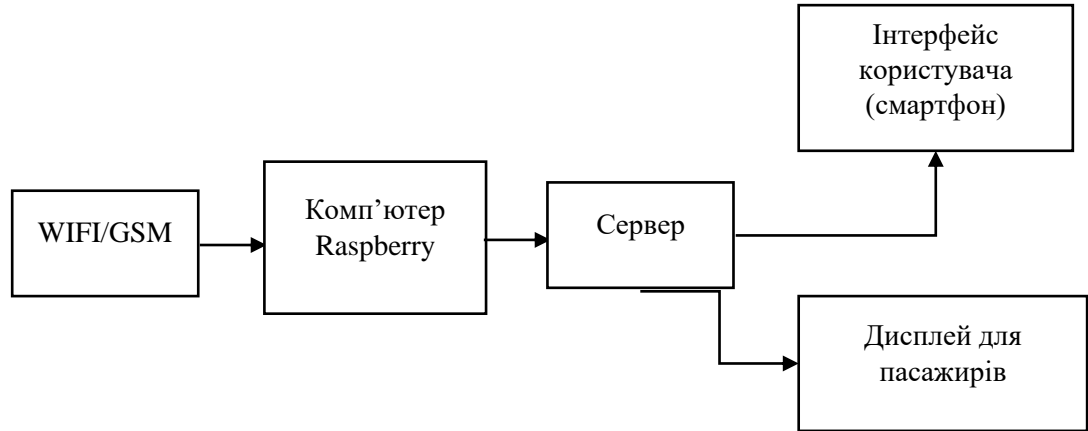 Інтерфейс
користувача
(смартфон)
WIFI/GSM
Комп’ютер
Raspberry
Сервер
Дисплей для
пасажирів